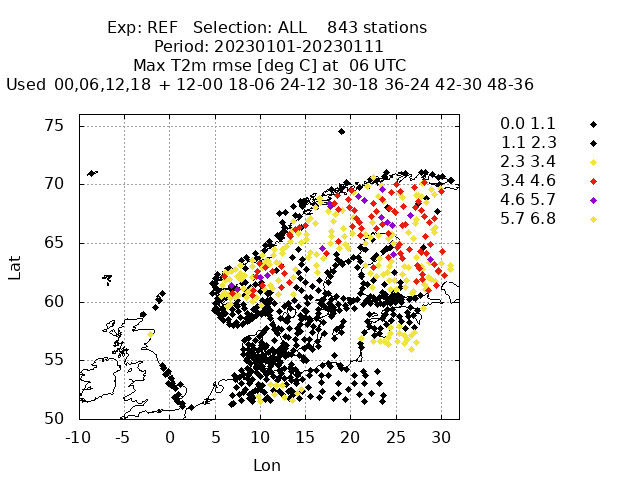 Exp: REF   Selection: ALL    843 stations
Period: 20230101-20230111
Max T2m rmse [deg C] at  06 UTC
Used  00,06,12,18  + 12-00 18-06 24-12 30-18 36-24 42-30 48-36
0.0 1.1
1.1 2.3
2.3 3.4
3.4 4.6
4.6 5.7
5.7 6.8
75
70
65
60
55
50
Lat
-10 -5 0 5 10 15 20 25 30
Lon